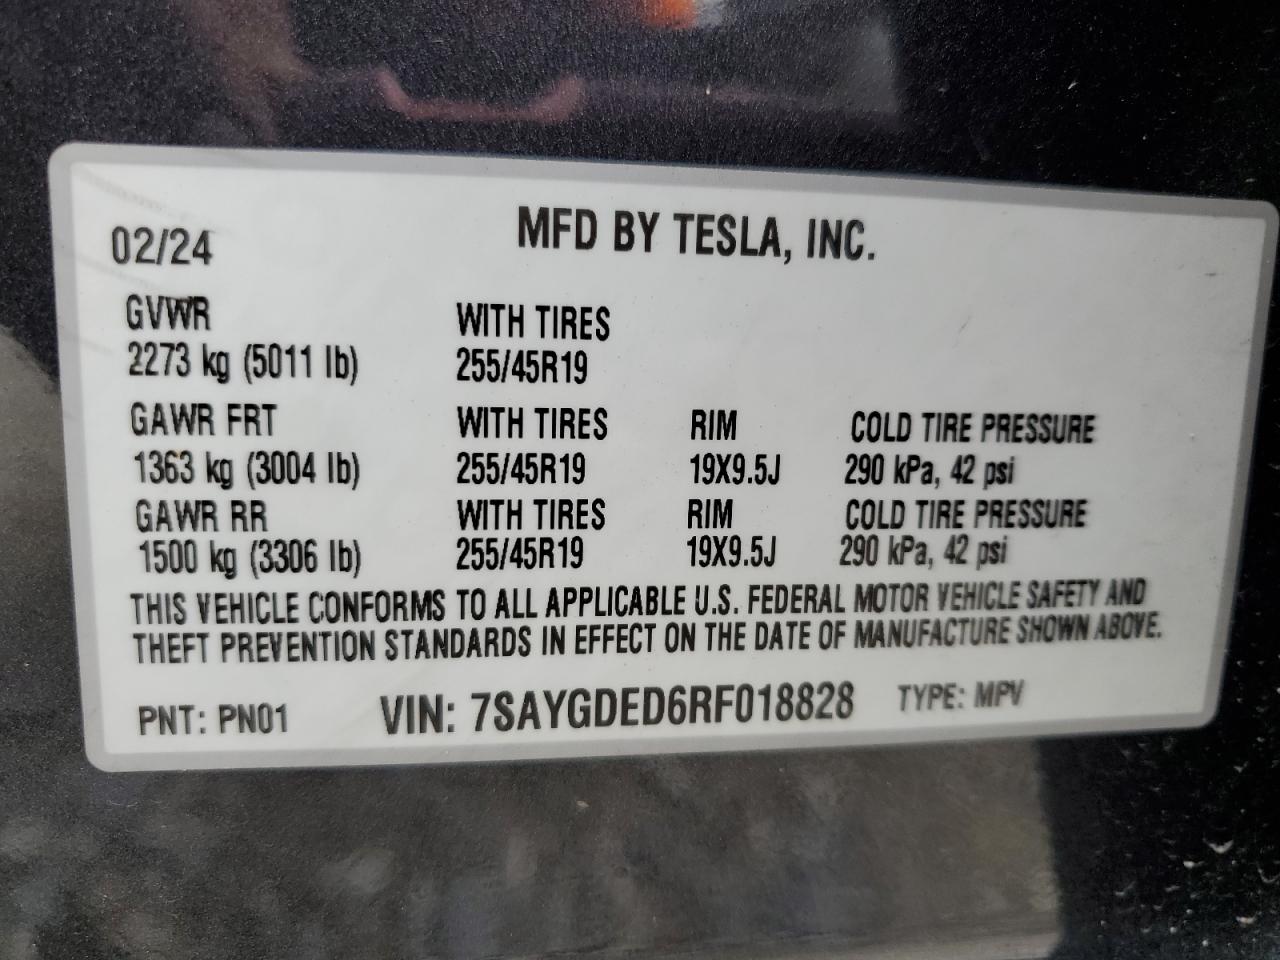 02/24 MFD BY TESLA, INC.
GVWR WITH TIRES
2273 kg (5011 lb) 255/45R19
GAWR FRT WITH TIRES RIM COLD TIRE PRESSURE
1363 kg (3004 lb) 255/45R19 19X9.5J 290 kPa, 42 psi
GAWR RR WITH TIRES RIM COLD TIRE PRESSURE
1500 kg (3306 lb) 255/45R19 19X9.5J 290 kPa, 42 psi
THIS VEHICLE CONFORMS TO ALL APPLICABLE U.S. FEDERAL MOTOR VEHICLE SAFETY AND
THEFT PREVENTION STANDARDS IN EFFECT ON THE DATE OF MANUFACTURE SHOWN ABOVE.
PNT: PN01 VIN: 7SAYGDED6RF018828 TYPE: MPV